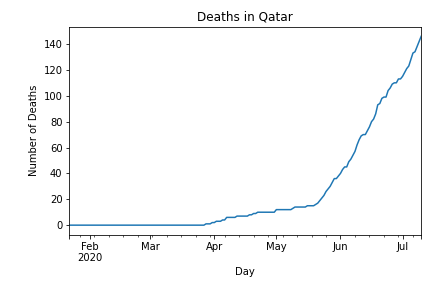 Deaths in Qatar
140
120
100
80
60
40
20
0
Number of Deaths
Feb
2020
Mar
Apr
May
Jun
Jul
Day